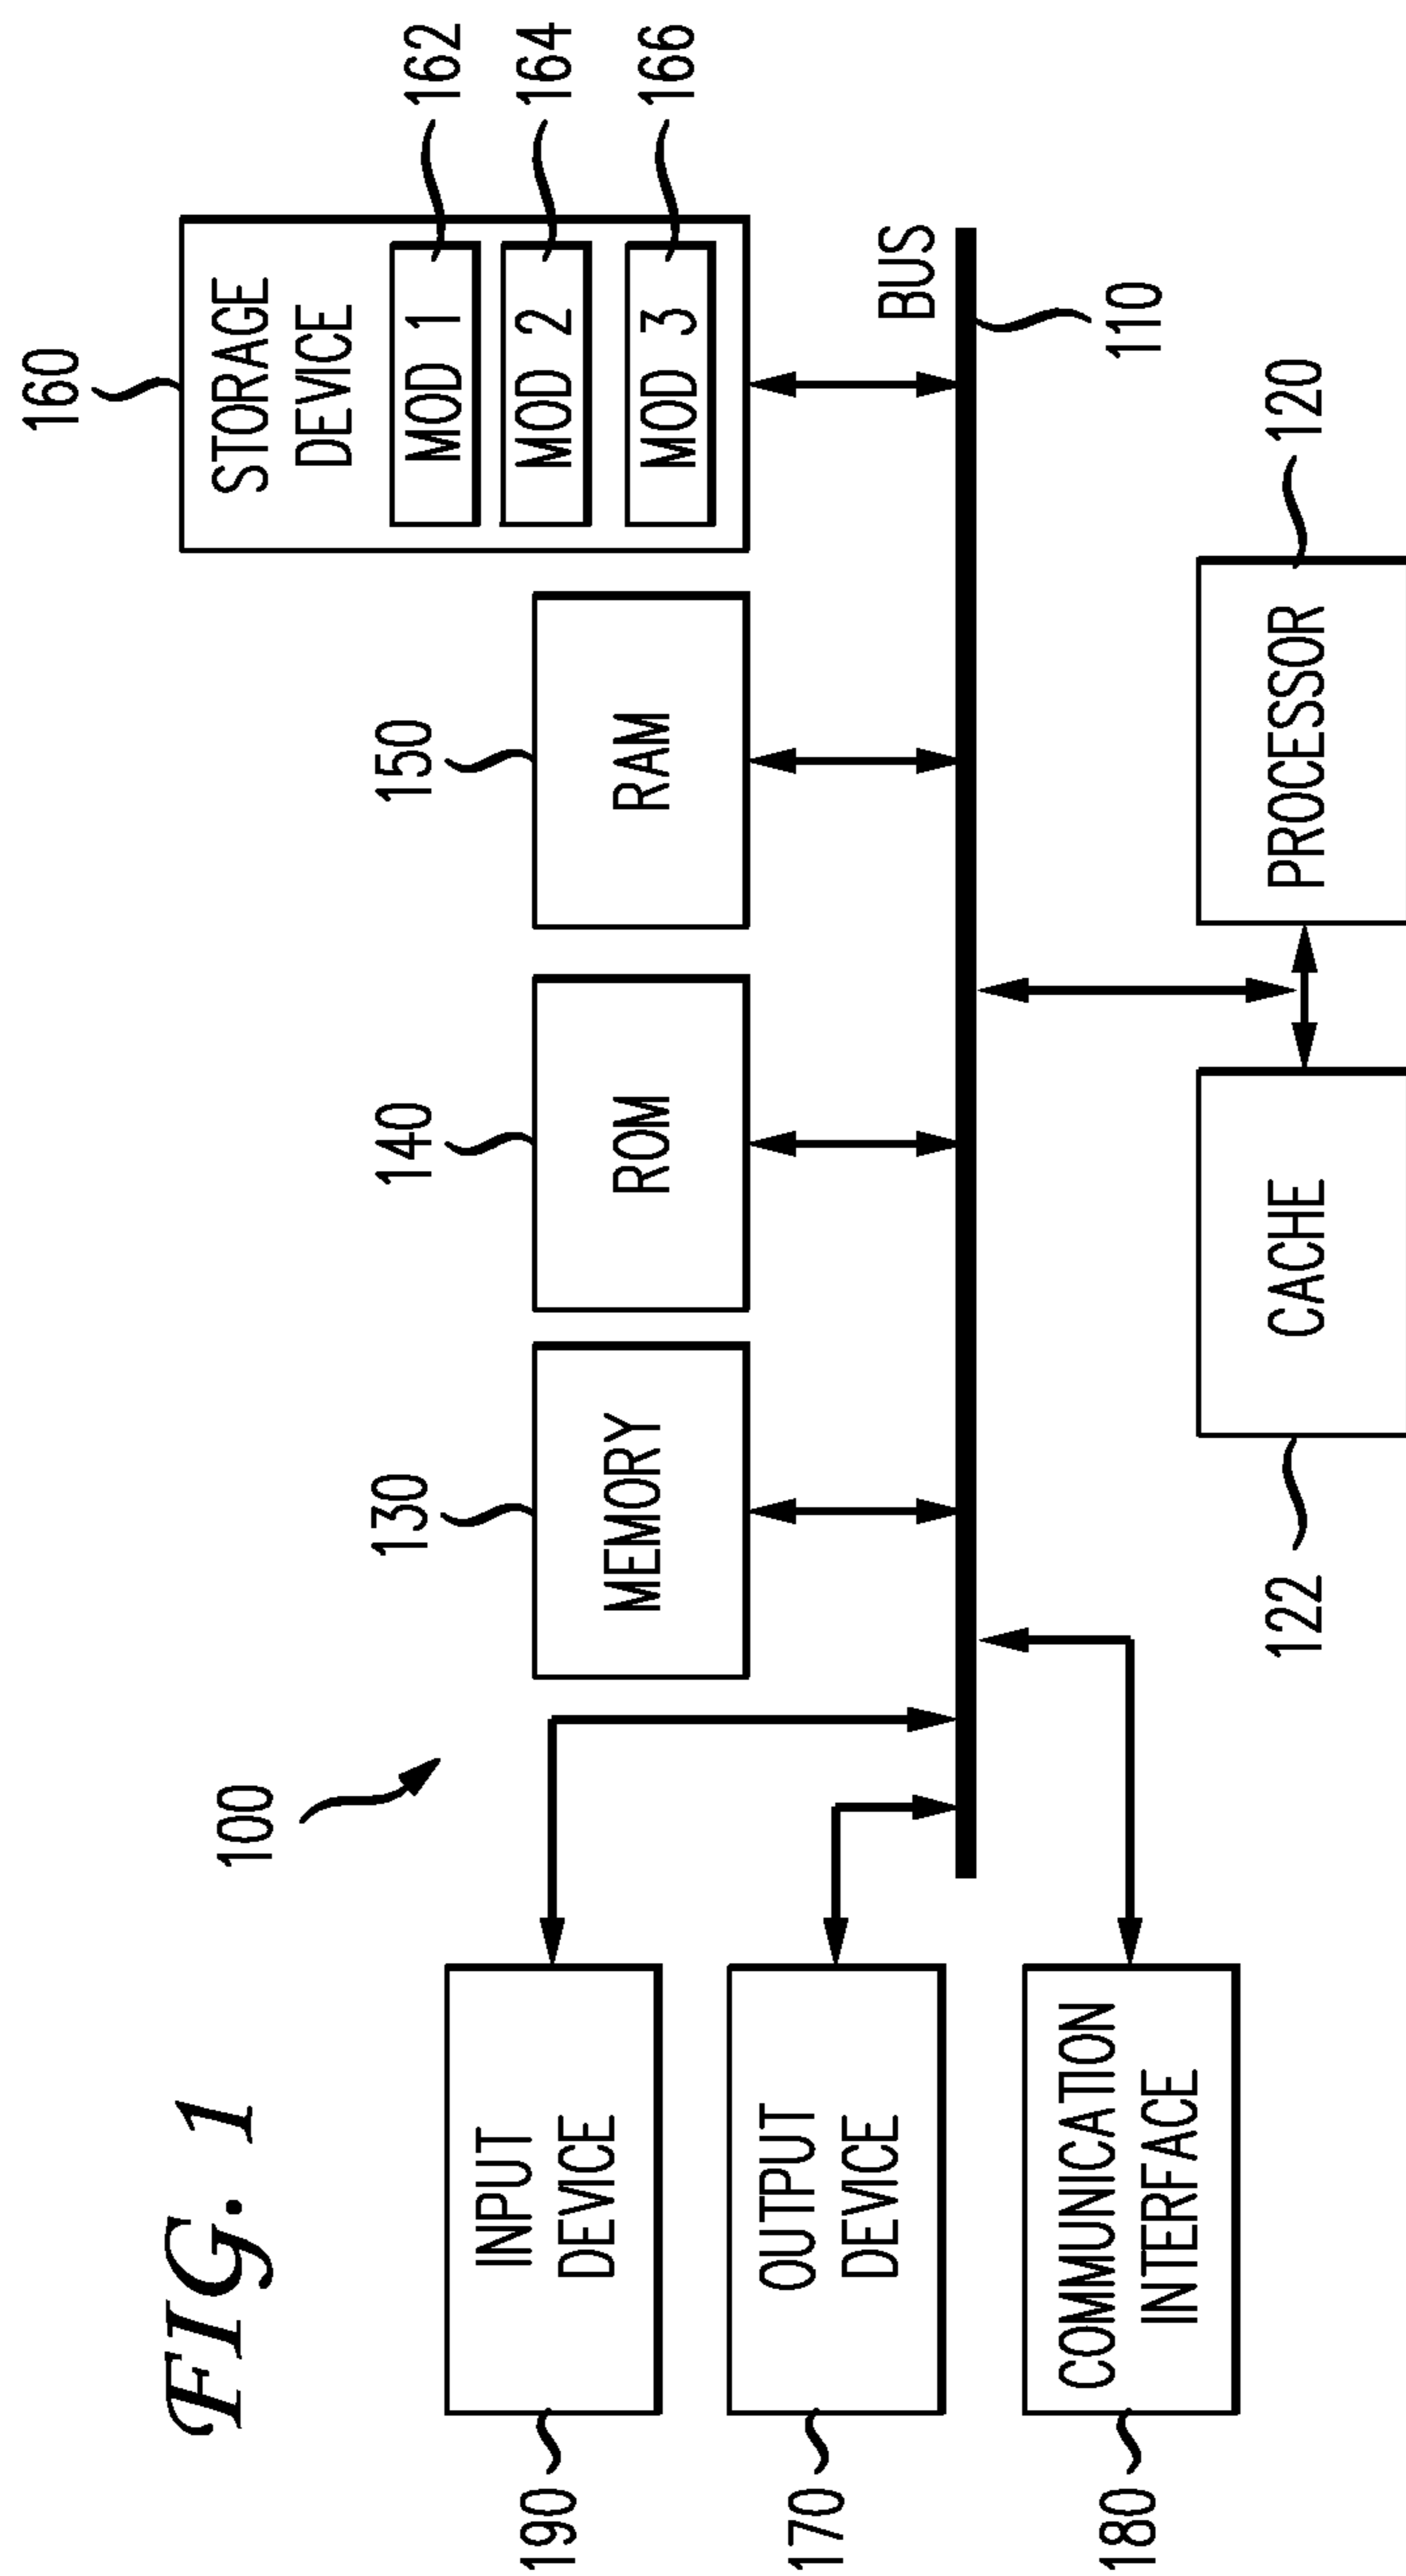 FIG. 1
100
160
STORAGE
DEVICE
MOD 1
162
MOD 2
164
MOD 3
166
130
140
150
MEMORY
ROM
RAM
190
INPUT
DEVICE
170
OUTPUT
DEVICE
180
COMMUNICATION
INTERFACE
BUS
110
122
CACHE
PROCESSOR
120